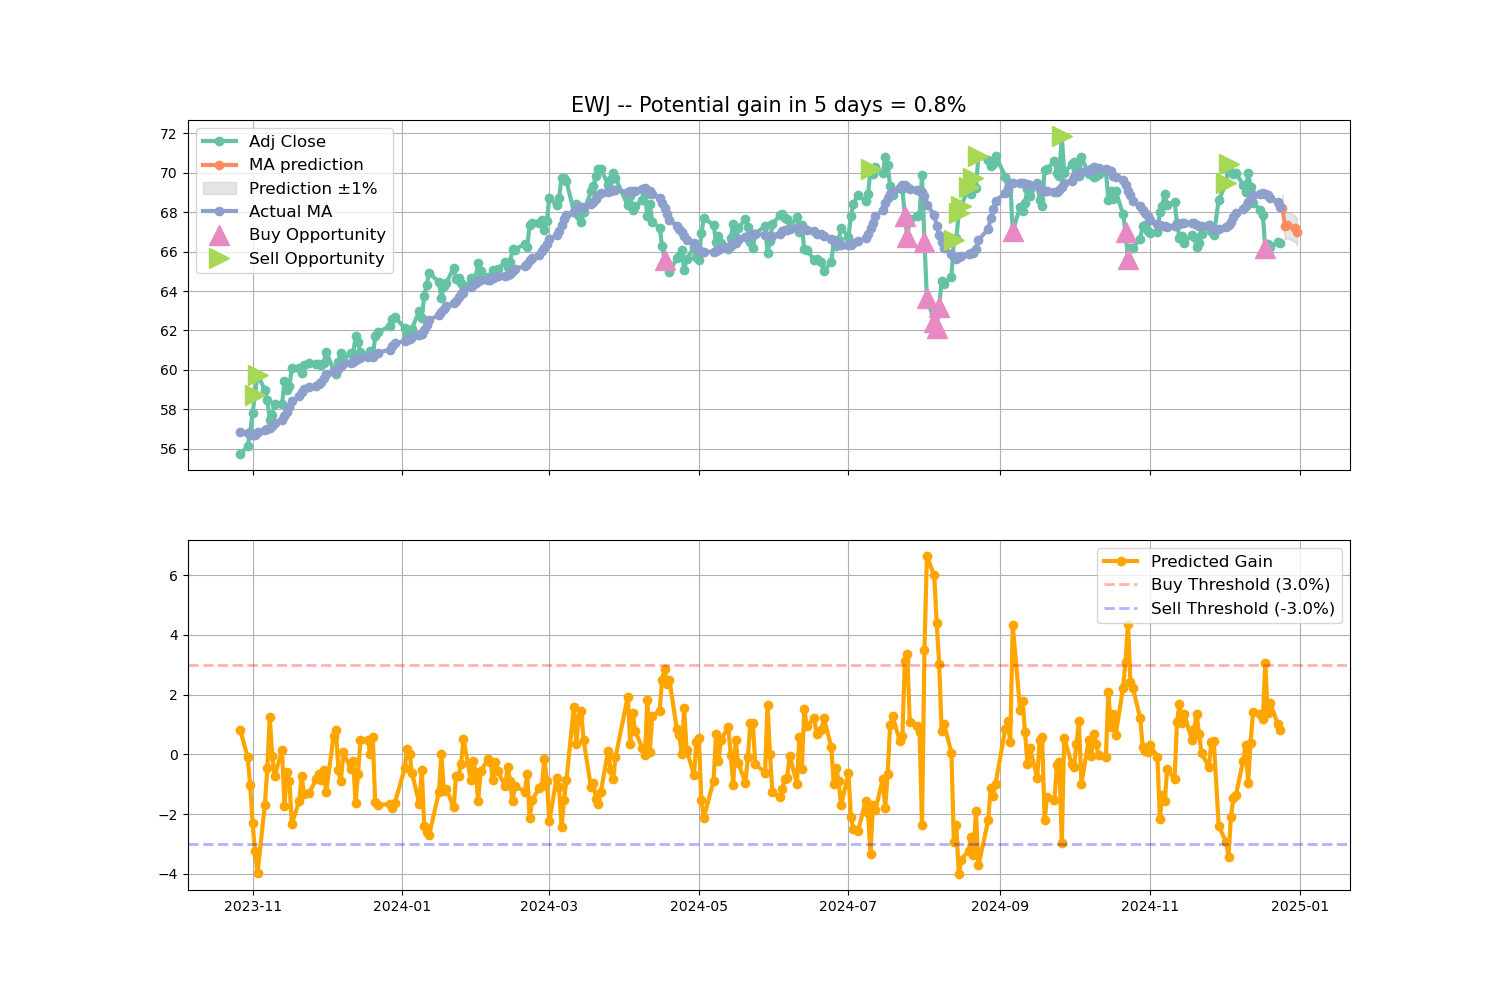 EWJ -- Potential gain in 5 days = 0.8%
72
70
68
66
64
62
60
58
56
Adj Close
MA prediction
Prediction ±1%
Actual MA
Buy Opportunity
Sell Opportunity
6
4
2
0
−2
−4
Predicted Gain
Buy Threshold (3.0%)
Sell Threshold (-3.0%)
2023-11
2024-01
2024-03
2024-05
2024-07
2024-09
2024-11
2025-01